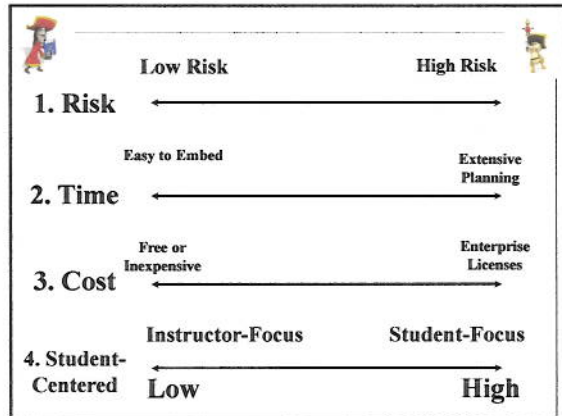 Low Risk High Risk
1. Risk
Easy to Embed Extensive
Planning
2. Time
Free or Enterprise
Inexpensive Licenses
3. Cost
Instructor-Focus Student-Focus
4. Student-
Centered
Low High